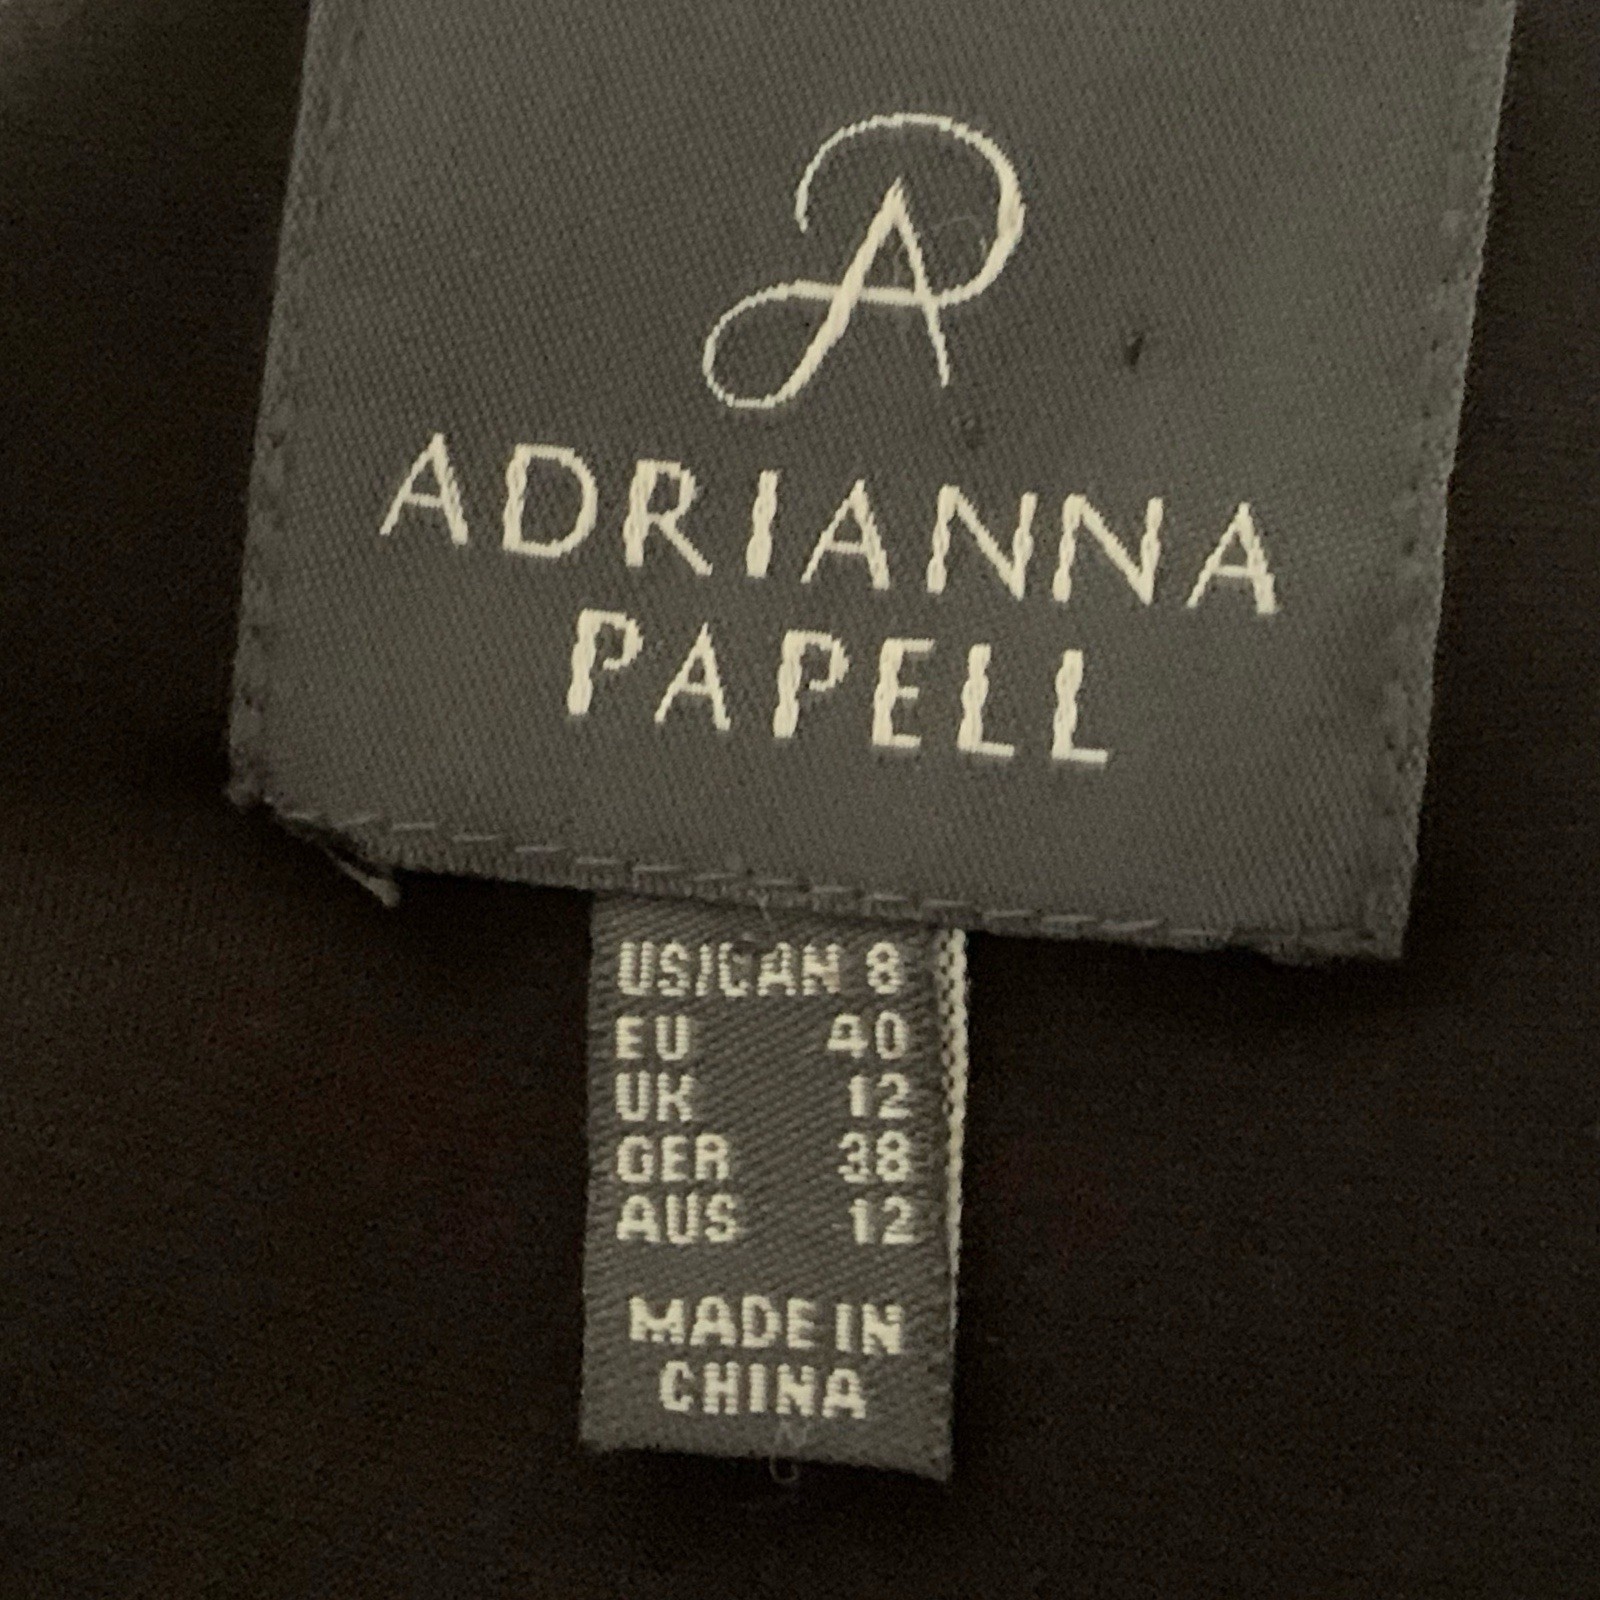 AP
ADRIANNA
PAPELL
US/CAN 8
EU 40
UK 12
GER 38
AUS 12
MADE IN
CHINA